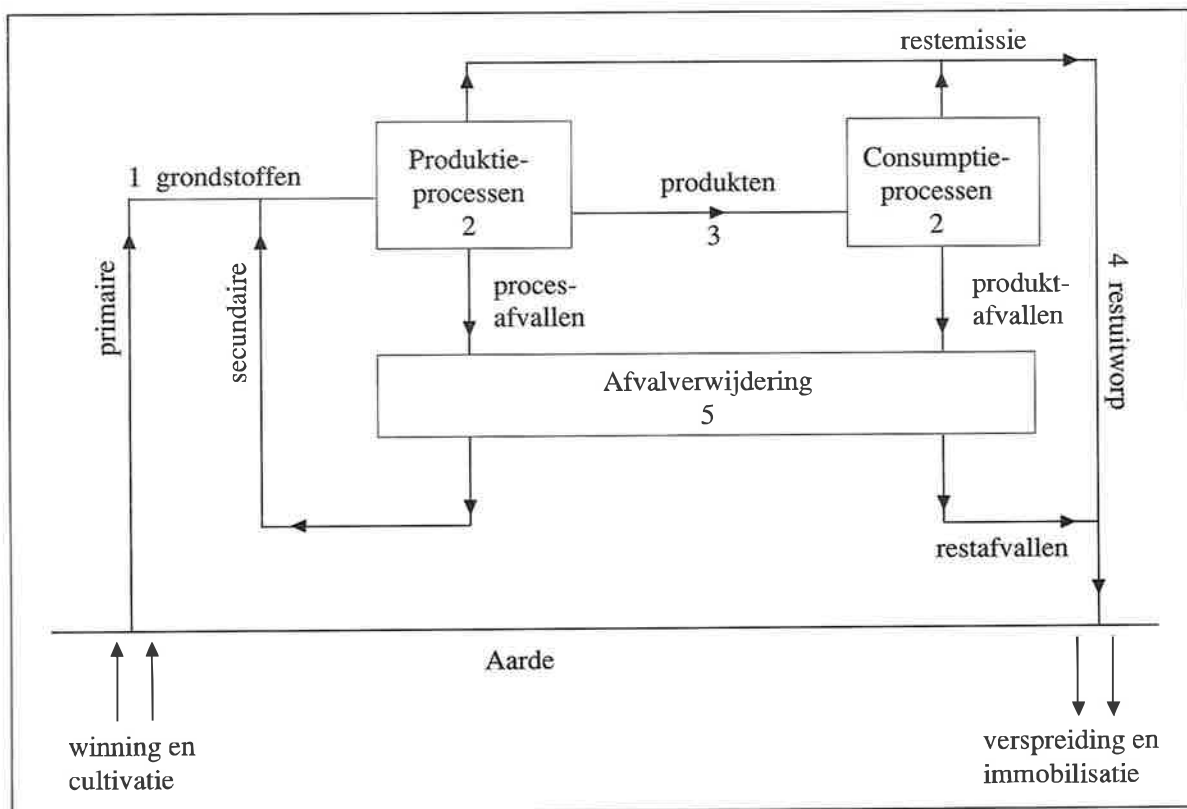 restemissie
Produktie-
processen
2
Consumptie-
processen
2
1 grondstoffen
produkten
3
primaire
secundaire
proces-
afvallen
produkt-
afvallen
4 restuitworp
Afvalverwijdering
5
restafvallen
Aarde
winning en
cultivatie
verspreiding en
immobilisatie